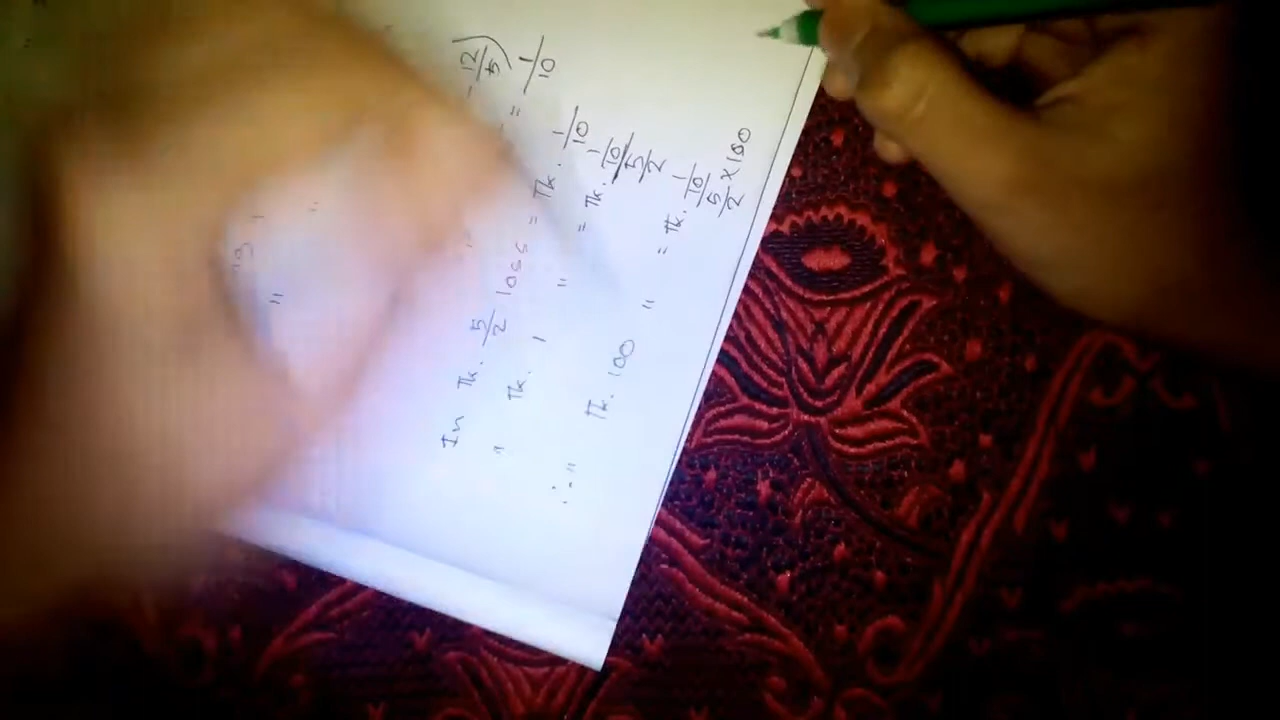 - 12/5) = 1/10
In Tk. 5/2 loss = Tk. 1/10
" Tk. 1 " = Tk. 1/10 / 5/2
∴ " Tk. 100 " = Tk. 1/10 / 5/2 × 100